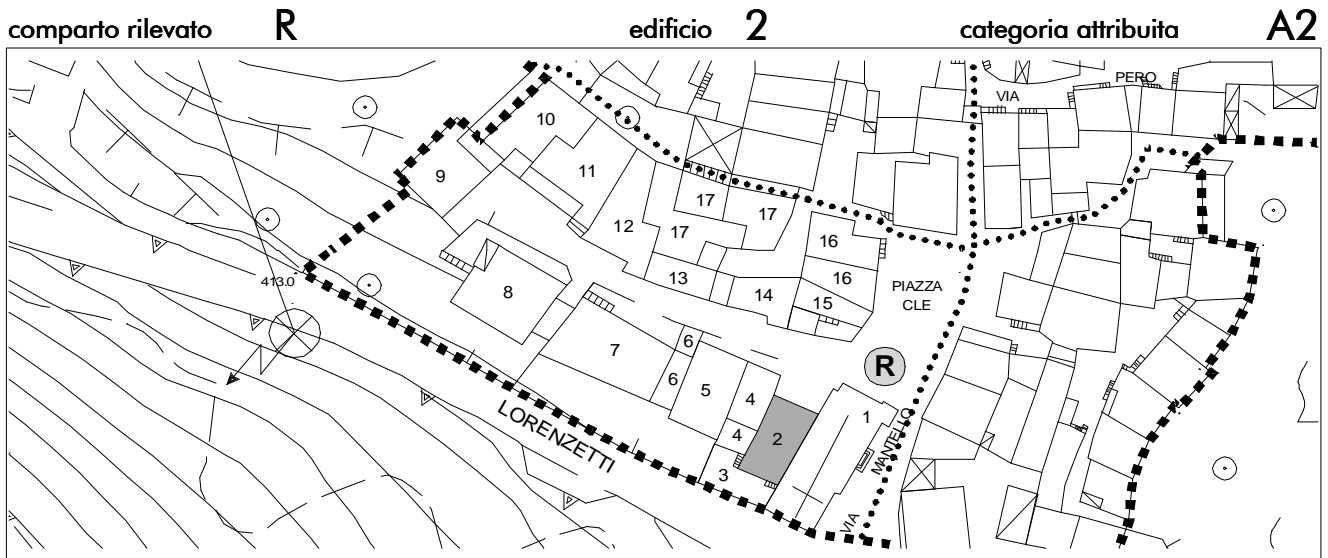 comparto rilevato R edificio 2 categoria attribuita A2
PERO
VIA
10
11
9
17
17
12
17
16
13
16
413.0
8
14
15
PIAZZA
CLE
7
6
R
6
5
4
1
LORENZETTI
4
2
MANTELLO
3
VIA